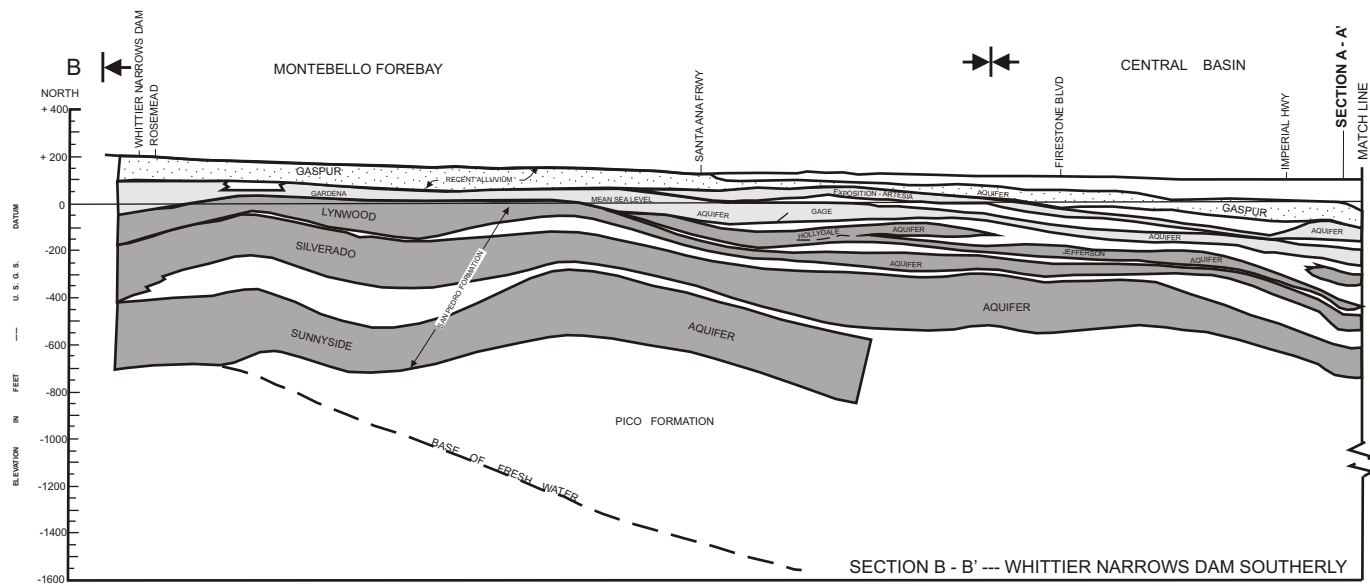 B
MONTEBELLO FOREBAY
CENTRAL BASIN
NORTH
WHITTIER NARROWS DAM
ROSEMEAD
SANTA ANA FRWY
FIRESTONE BLVD
IMPERIAL HWY
SECTION A - A'
MATCH LINE
+ 400
+ 200
0
-200
-400
-600
-800
-1000
-1200
-1400
-1600
ELEVATION IN FEET --- U. S. G. S. DATUM
GASPUR
RECENT ALLUVIUM
GARDENA
MEAN SEA LEVEL
EXPOSITION - ARTESIA
AQUIFER
GASPUR
LYNWOOD
AQUIFER
GAGE
AQUIFER
AQUIFER
HOLLYDALE
AQUIFER
SILVERADO
JEFFERSON
AQUIFER
AQUIFER
SAN PEDRO FORMATION
AQUIFER
SUNNYSIDE
AQUIFER
PICO FORMATION
BASE OF FRESH WATER
SECTION B - B' --- WHITTIER NARROWS DAM SOUTHERLY